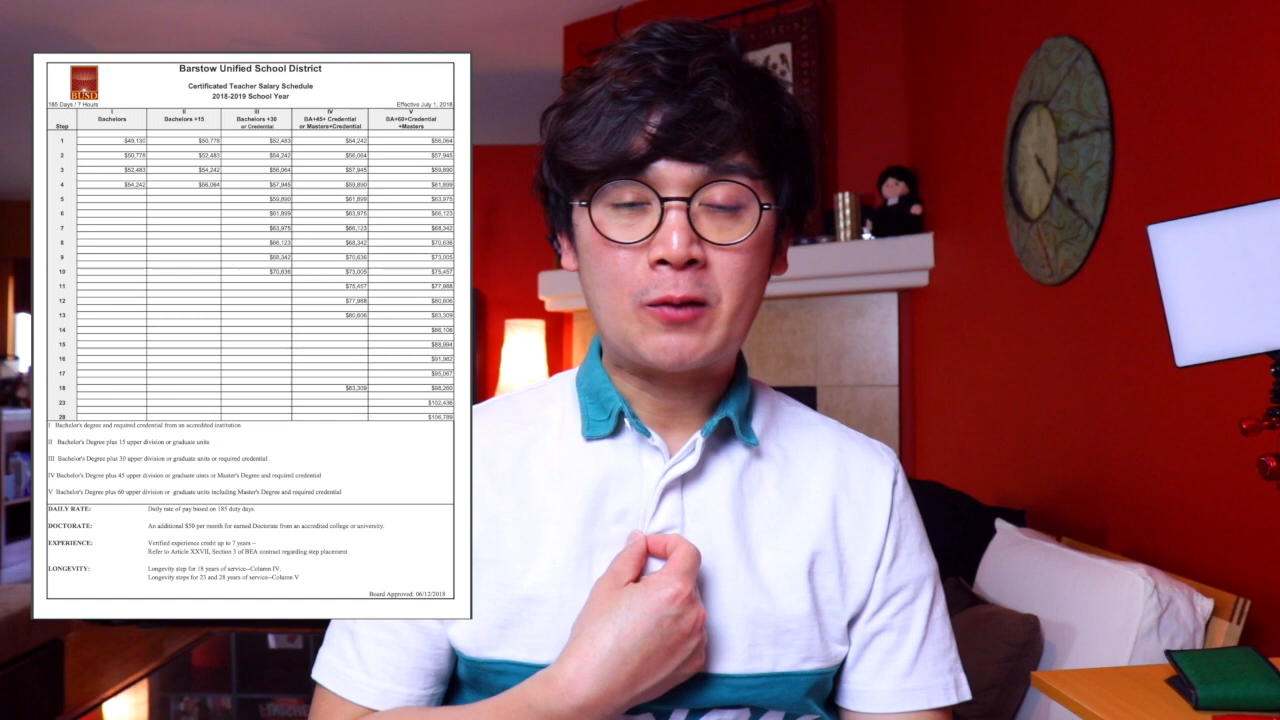 Barstow Unified School District
BUSD
Certificated Teacher Salary Schedule
2018-2019 School Year
185 Days / 7 Hours Effective July 1, 2018
I II III IV V
Bachelors Bachelors +15 Bachelors +30 BA+45+ Credential BA+60+Credential
Step or Credential or Masters+Credential +Masters
1 $49,130 $50,778 $52,483 $54,242 $56,064
2 $50,778 $52,483 $54,242 $56,064 $57,945
3 $52,483 $54,242 $56,064 $57,945 $59,890
4 $54,242 $56,064 $57,945 $59,890 $61,899
5 $59,890 $61,899 $63,975
6 $61,899 $63,975 $66,123
7 $63,975 $66,123 $68,342
8 $66,123 $68,342 $70,636
9 $68,342 $70,636 $73,005
10 $70,636 $73,005 $75,457
11 $75,457 $77,988
12 $77,988 $80,606
13 $80,606 $83,309
14 $86,106
15 $88,994
16 $91,982
17 $95,067
18 $83,309 $98,260
23 $102,436
28 $106,789
I Bachelor's degree and required credential from an accredited institution
II Bachelor's Degree plus 15 upper division or graduate units
III Bachelor's Degree plus 30 upper division or graduate units or required credential
IV Bachelor's Degree plus 45 upper division or graduate uints or Master's Degree and required credential
V Bachelor's Degree plus 60 upper division or graduate units including Master's Degree and required credential
DAILY RATE: Daily rate of pay based on 185 duty days.
DOCTORATE: An additional $50 per month for earned Doctorate from an accredited college or university.
EXPERIENCE: Verified experience credit up to 7 years –
Refer to Article XXVII, Section 3 of BEA contract regarding step placement
LONGEVITY: Longevity step for 18 years of service--Column IV.
Longevity steps for 23 and 28 years of service--Column V
Board Approved: 06/12/2018